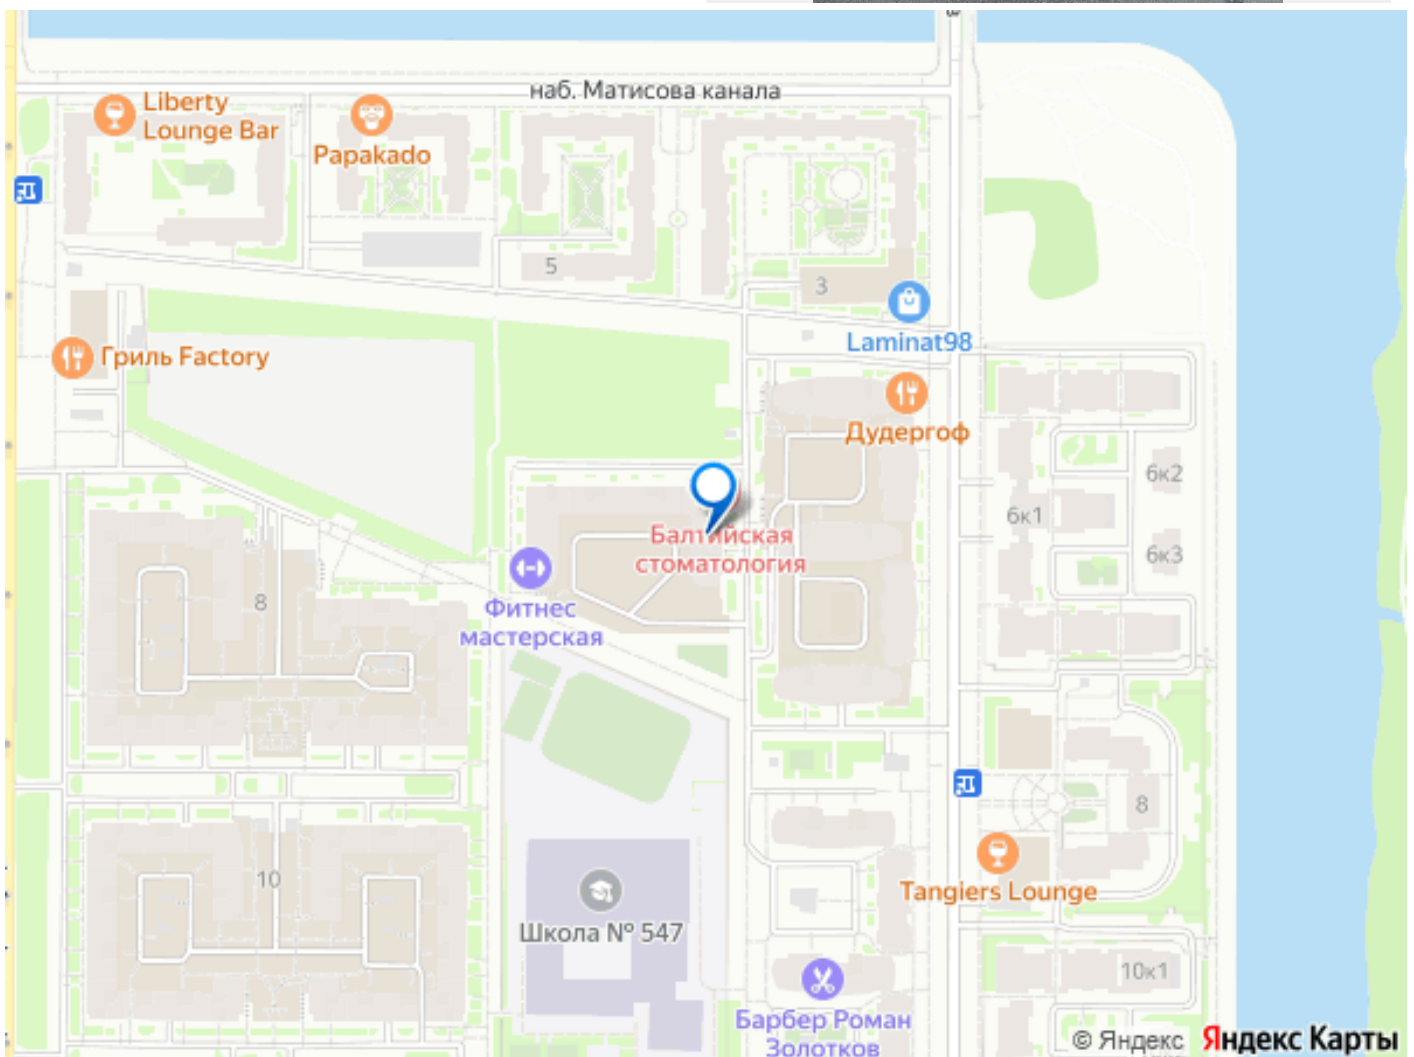 наб. Матисова канала
Liberty
Lounge Bar
Papakado
5
3
Laminat98
Гриль Factory
Дудергоф
6к2
6к1
6к3
Балтийская
стоматология
Фитнес
мастерская
8
8
Tangiers Lounge
10
Школа № 547
10к1
Барбер Роман
Золотков
© Яндекс Яндекс Карты